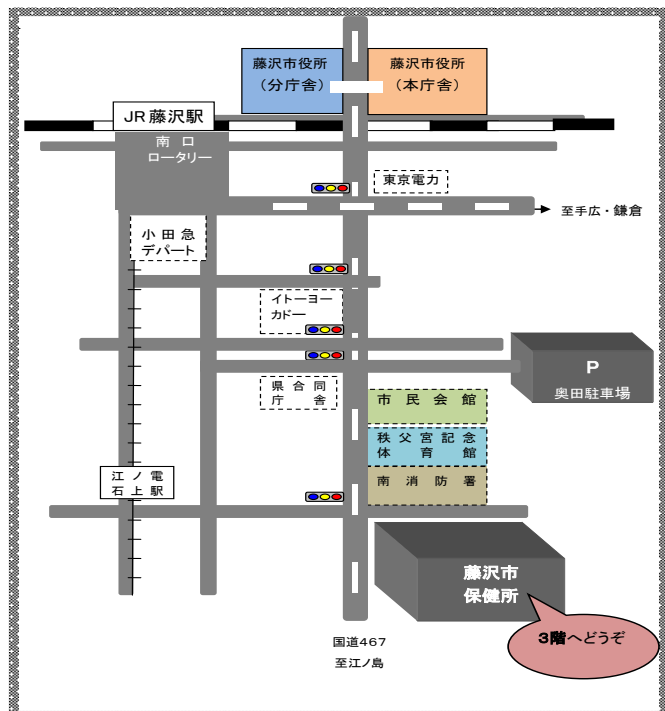 藤沢市役所
（分庁舎）
藤沢市役所
（本庁舎）
JR藤沢駅
南口
ロータリー
東京電力
至手広・鎌倉
小田急
デパート
イトーヨー
カドー
P
奥田駐車場
県合同
庁舎
市民会館
秩父宮記念
体育館
江ノ電
石上駅
南消防署
藤沢市
保健所
3階へどうぞ
国道467
至江ノ島